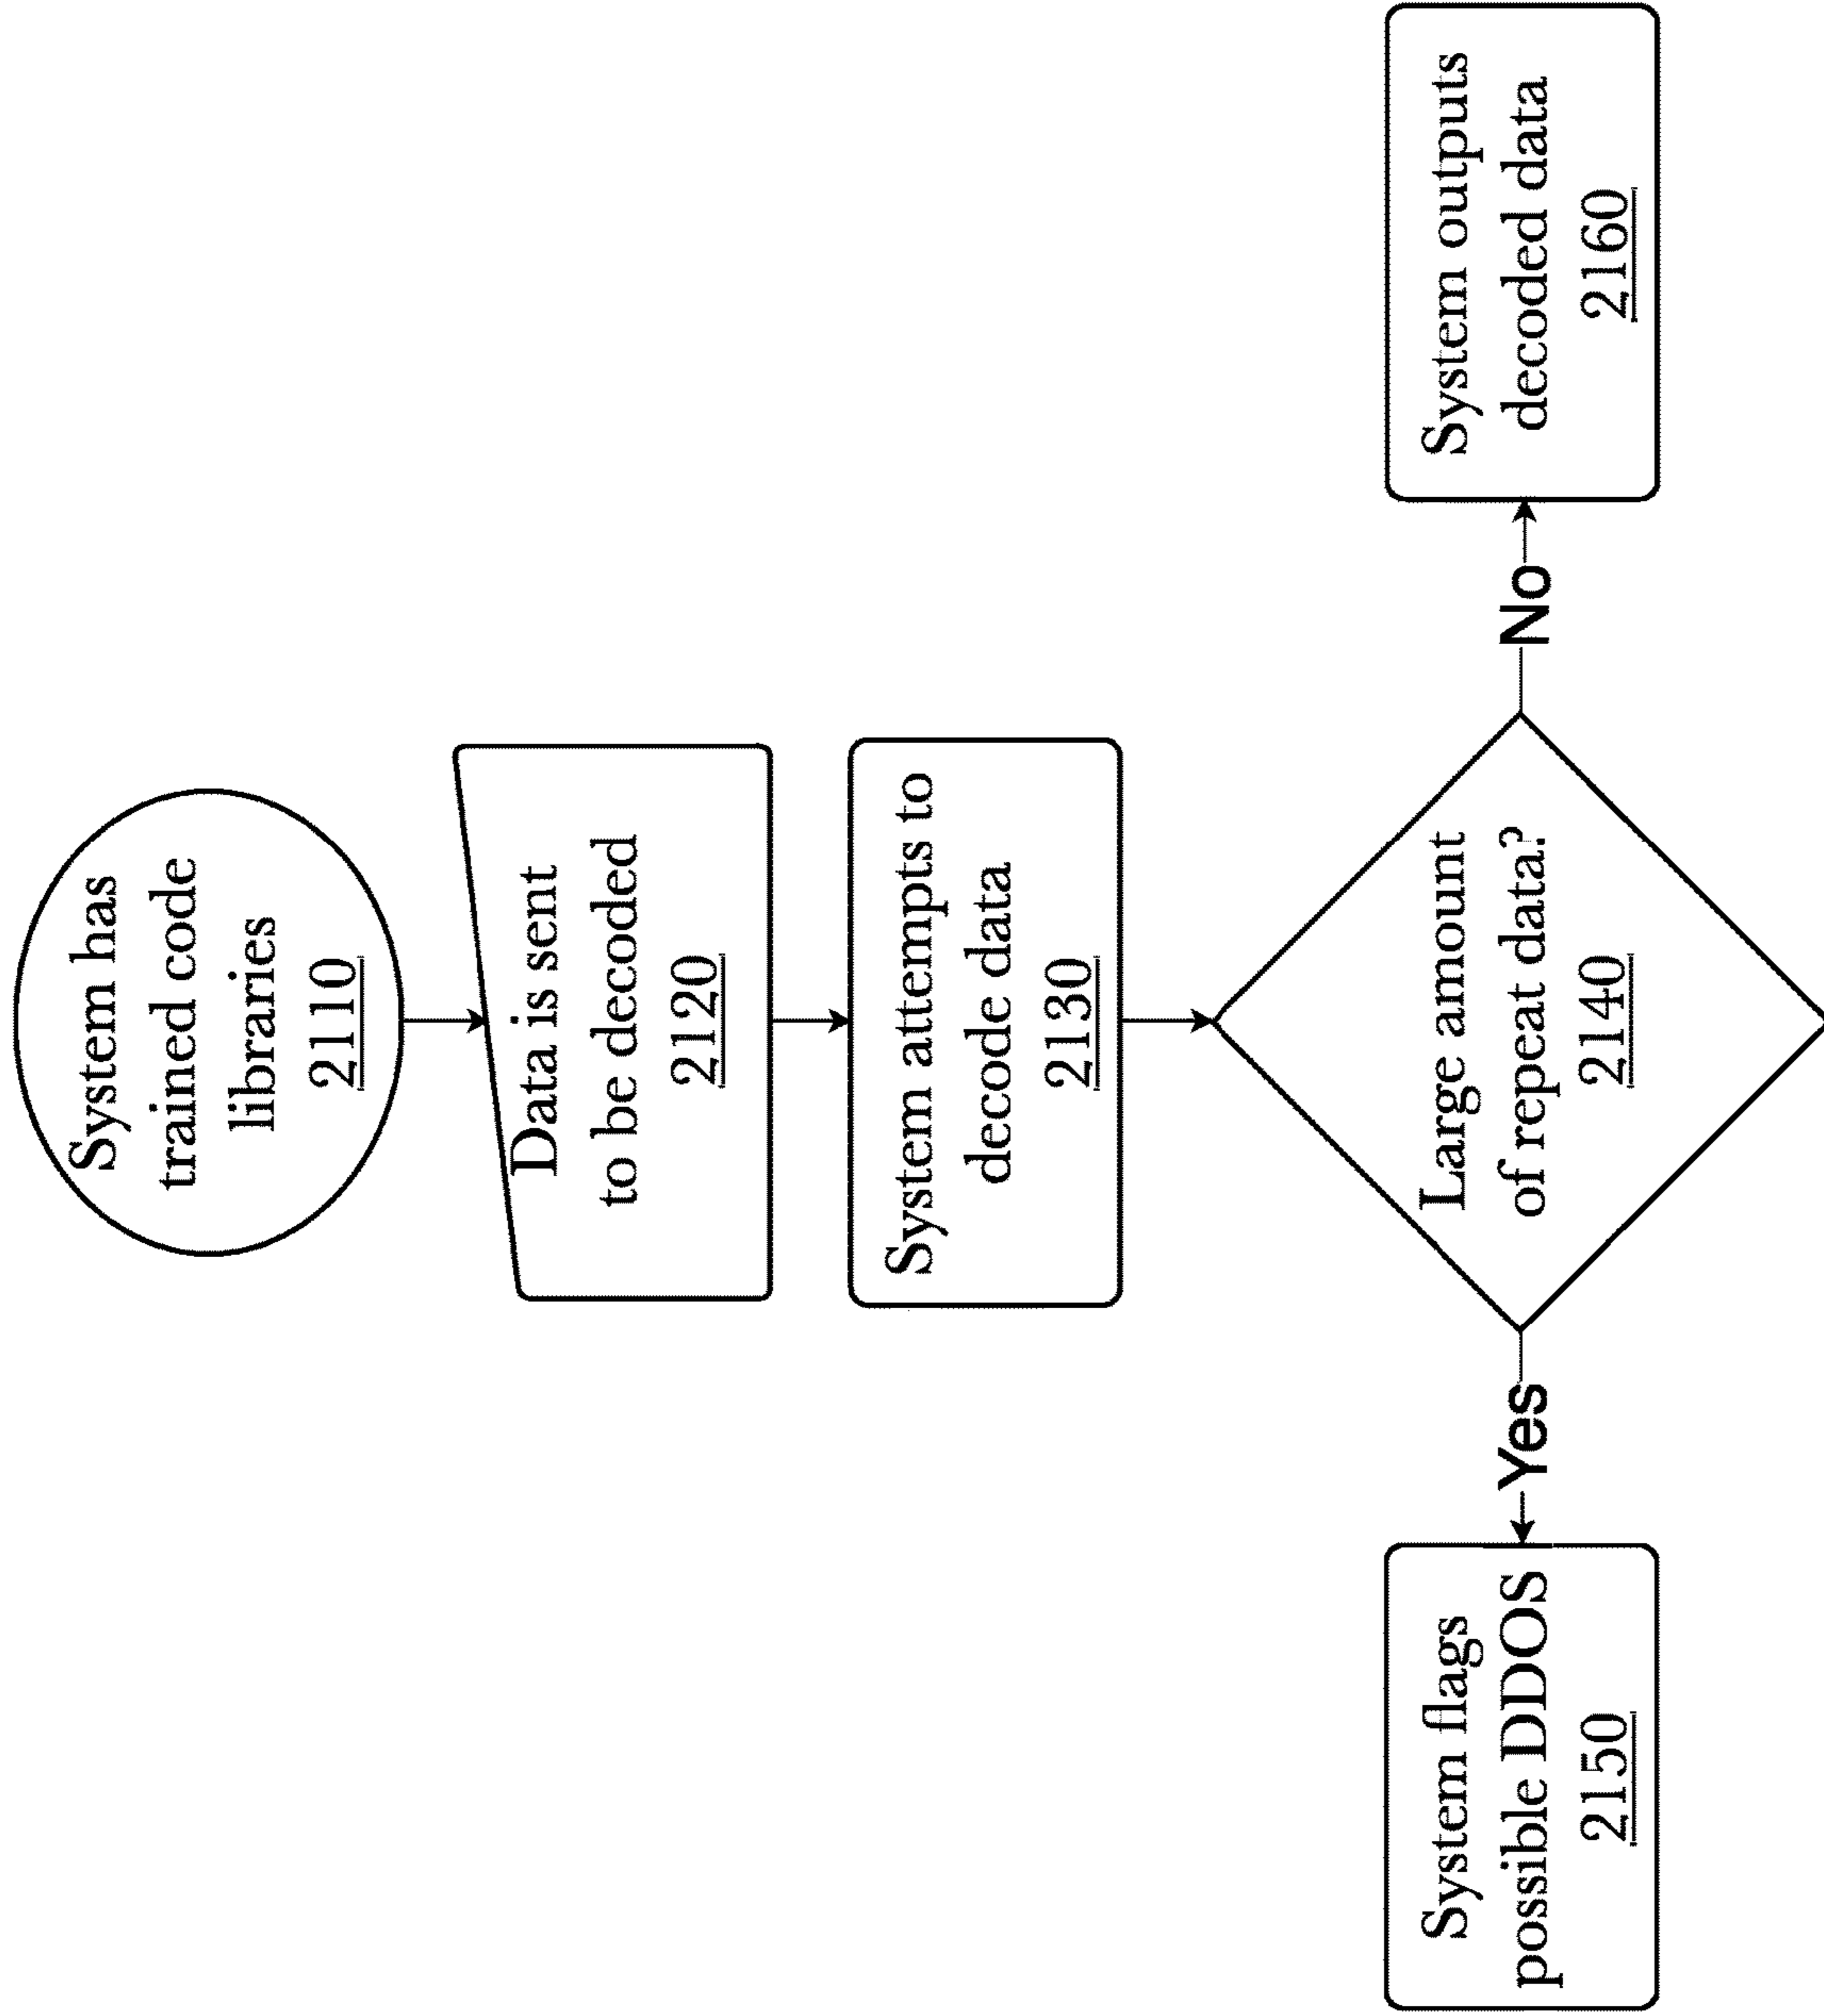 System has
trained code
libraries
2110
Data is sent
to be decoded
2120
System attempts to
decode data
2130
Large amount
of repeat data?
2140
Yes
No
System flags
possible DDOS
2150
System outputs
decoded data
2160